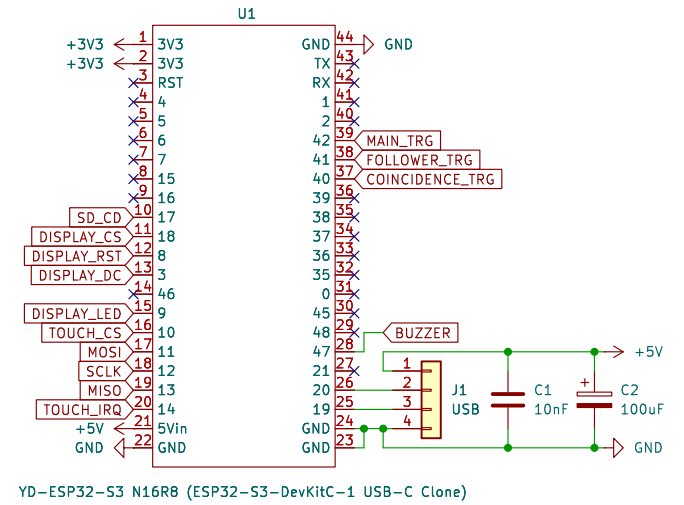 U1
+3V3 1 3V3 GND 44 GND
+3V3 2 3V3 TX 43
3 RST RX 42
4 4 1 41
5 5 2 40
6 6 42 39 MAIN_TRG
7 7 41 38 FOLLOWER_TRG
8 15 40 37 COINCIDENCE_TRG
9 16 39 36
SD_CD 10 17 38 35
DISPLAY_CS 11 18 37 34
DISPLAY_RST 12 8 36 33
DISPLAY_DC 13 3 35 32
14 46 0 31
DISPLAY_LED 15 9 45 30
TOUCH_CS 16 10 48 29 BUZZER
MOSI 17 11 47 28 +5V
SCLK 18 12 21 27 1
MISO 19 13 20 26 2 J1 + C1 C2
TOUCH_IRQ 20 14 19 25 3 USB 10nF 100uF
+5V 21 5Vin GND 24 4
GND 22 GND GND 23 GND
YD-ESP32-S3 N16R8 (ESP32-S3-DevKitC-1 USB-C Clone)